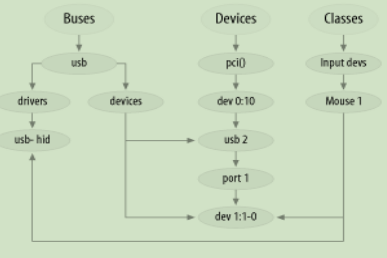 Buses
Devices
Classes
usb
pci()
Input devs
drivers
devices
dev 0:10
Mouse 1
usb- hid
usb 2
port 1
dev 1:1-0